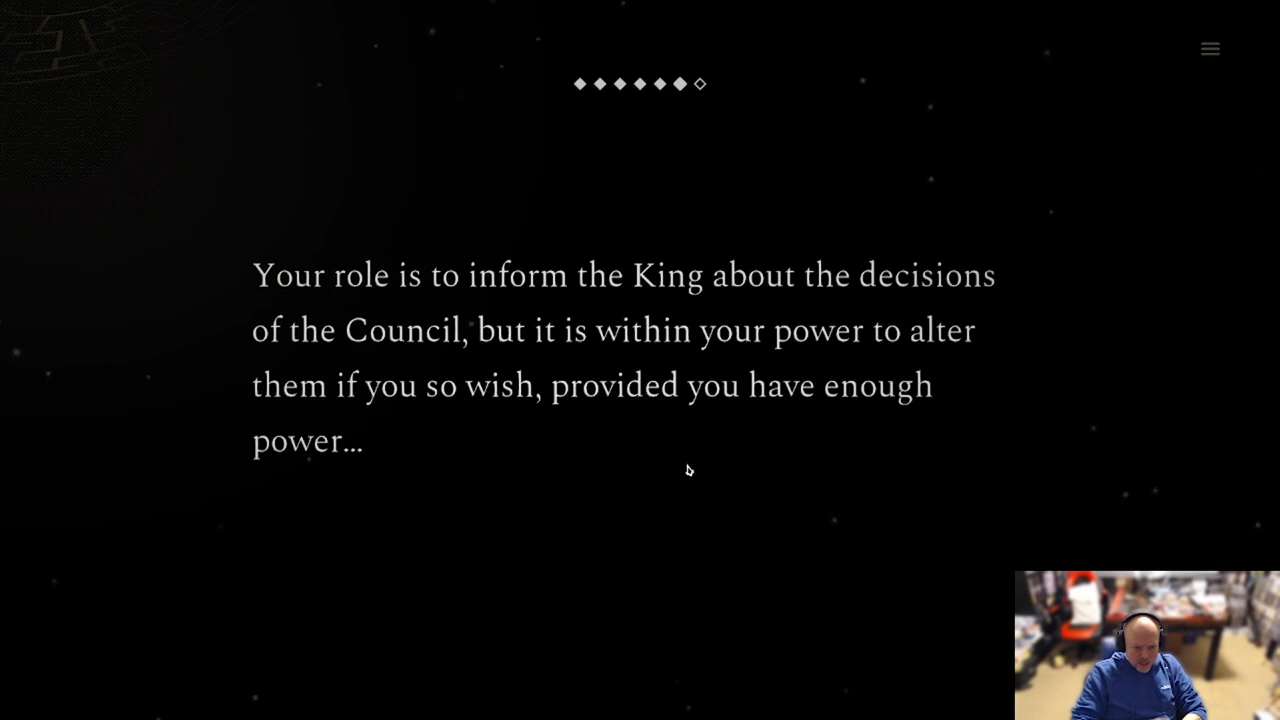 Your role is to inform the King about the decisions
of the Council, but it is within your power to alter
them if you so wish, provided you have enough
power...